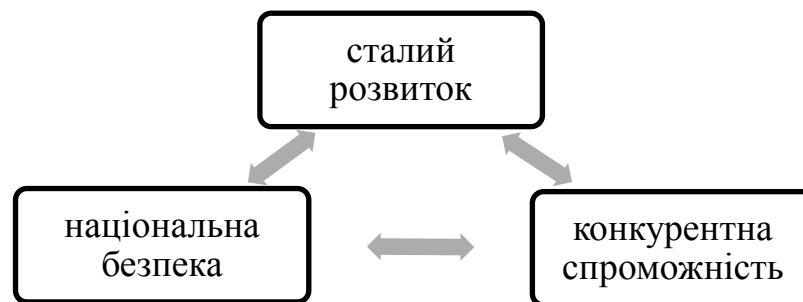 сталий
розвиток
національна
безпека
конкурентна
спроможність